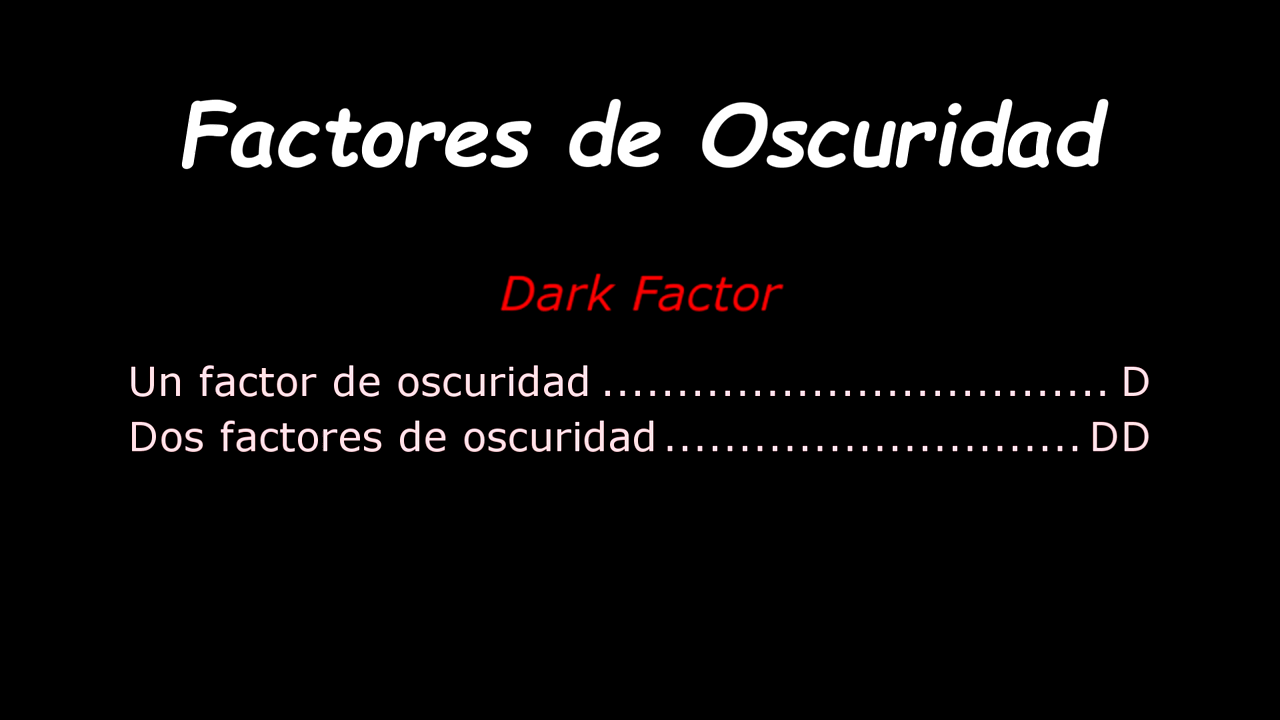 Factores de Oscuridad
Dark Factor
Un factor de oscuridad .................................. D
Dos factores de oscuridad ............................ DD